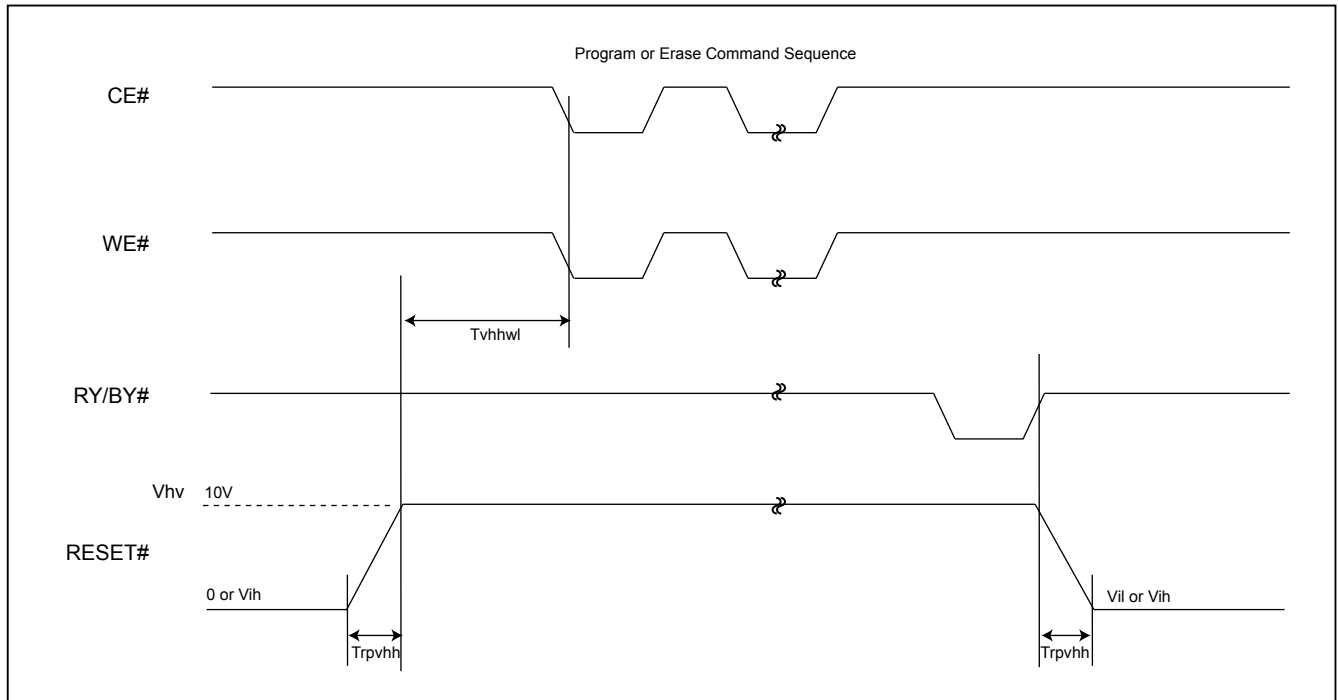 Program or Erase Command Sequence
CE#
WE#
Tvhhwl
RY/BY#
Vhv 10V
RESET#
0 or Vih
Vil or Vih
Trpvhh
Trpvhh